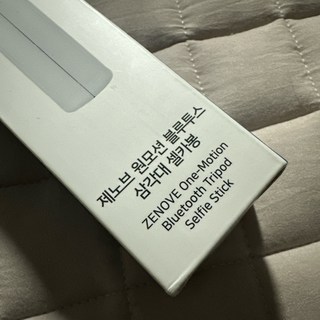 제노브 원모션 블루투스
삼각대 셀카봉
ZENOVE One-Motion
Bluetooth Tripod
Selfie Stick